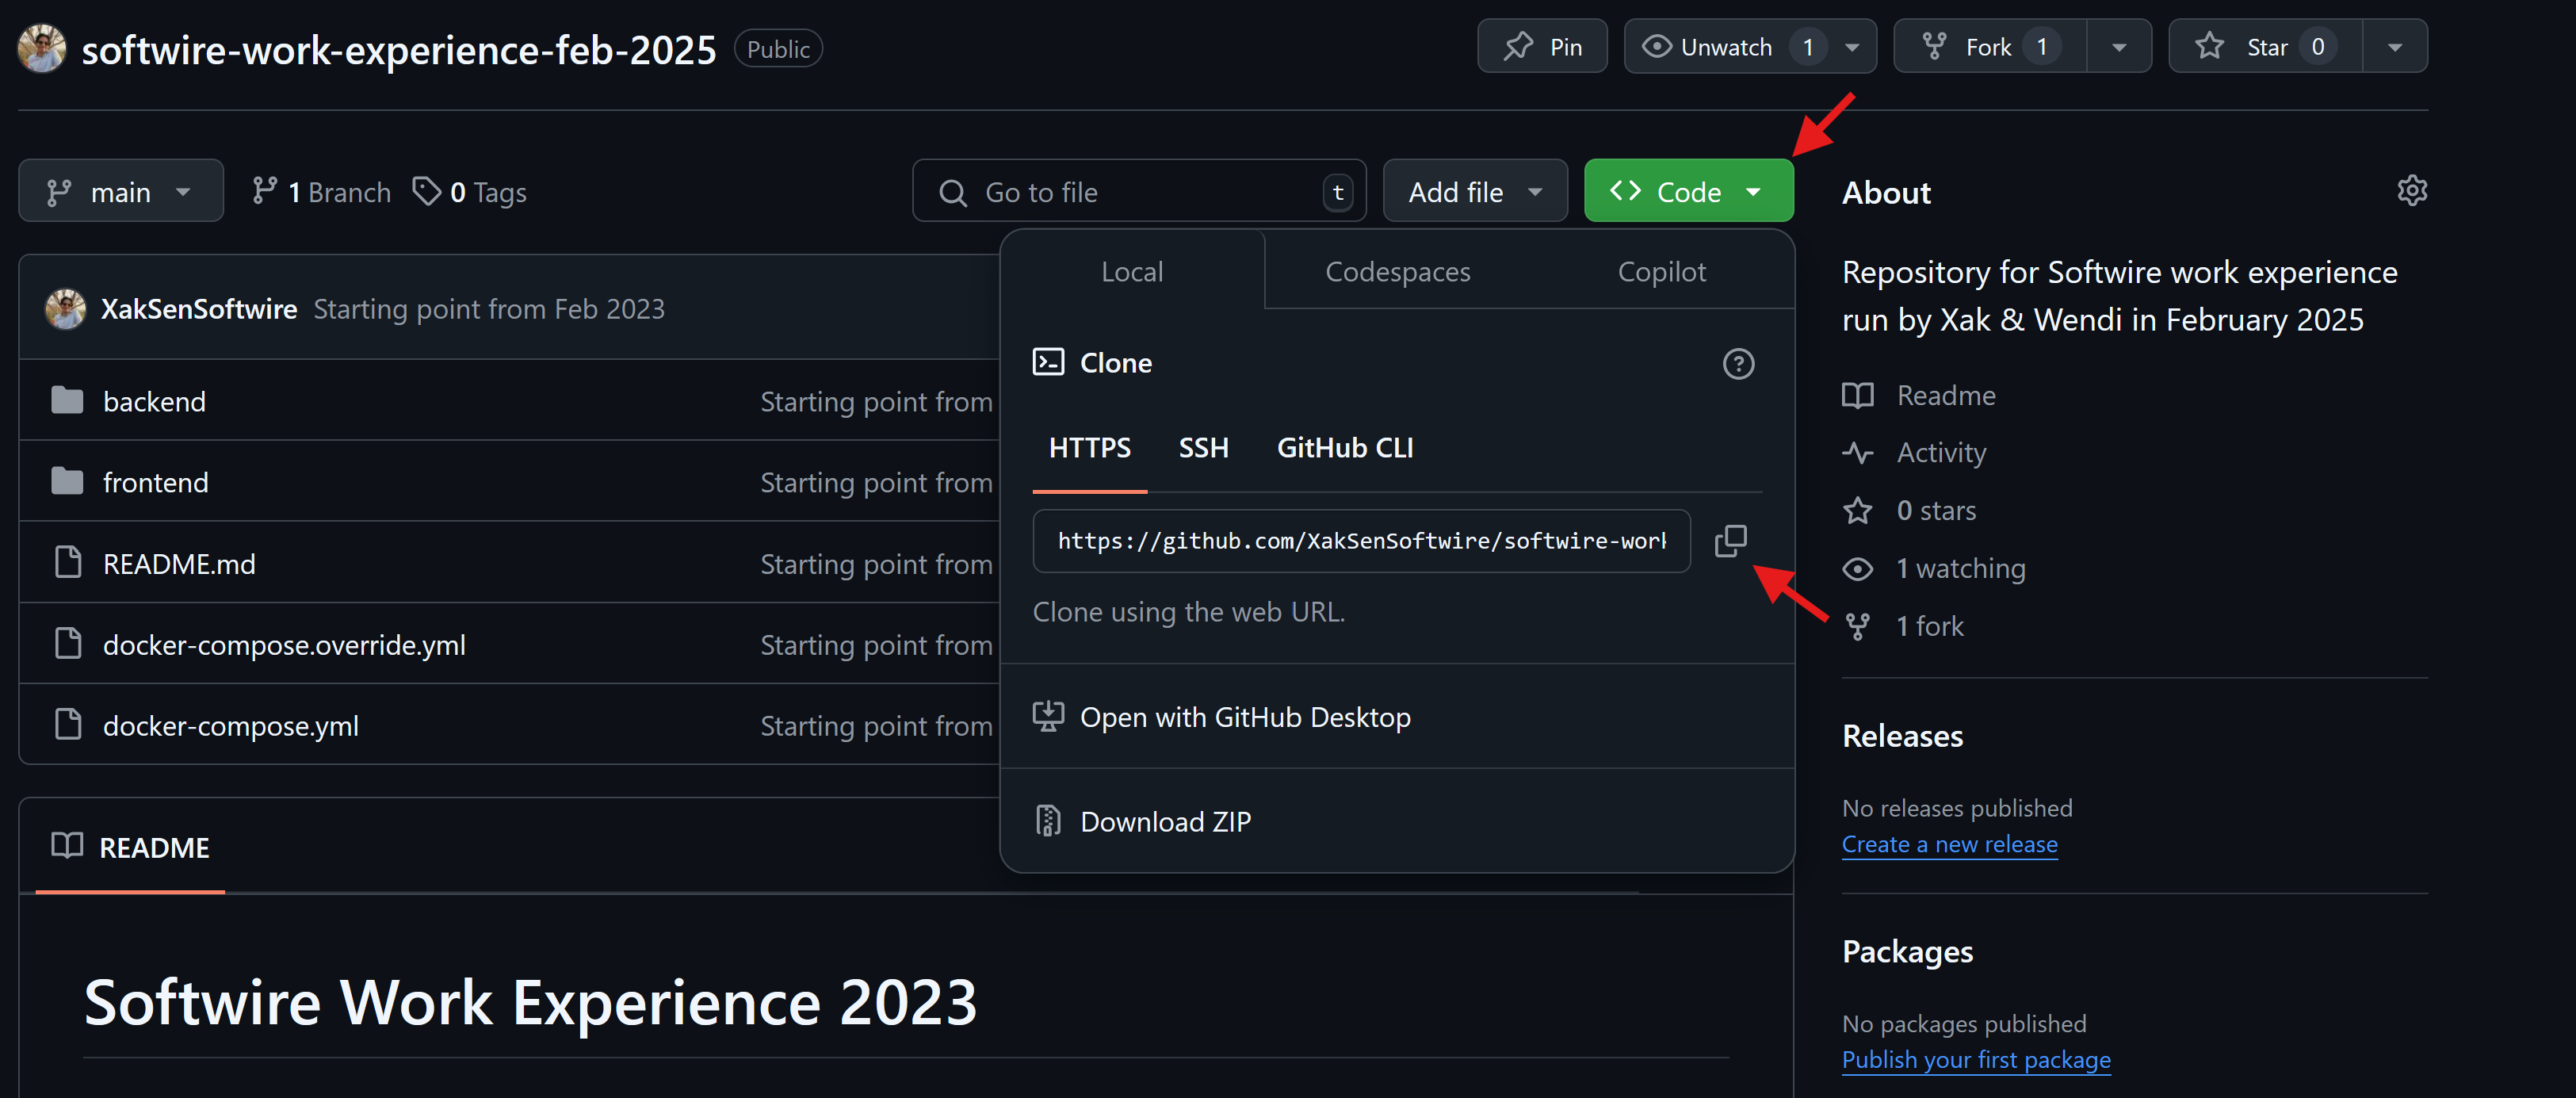 softwire-work-experience-feb-2025 Public Pin Unwatch 1 Fork 1 Star 0
main 1 Branch 0 Tags Go to file t Add file Code
XakSenSoftwire Starting point from Feb 2023
backend Starting point from
frontend Starting point from
README.md Starting point from
docker-compose.override.yml Starting point from
docker-compose.yml Starting point from
Local Codespaces Copilot
Clone
HTTPS SSH GitHub CLI
https://github.com/XakSenSoftwire/softwire-work
Clone using the web URL.
Open with GitHub Desktop
Download ZIP
README
Softwire Work Experience 2023
About
Repository for Softwire work experience
run by Xak & Wendi in February 2025
Readme
Activity
0 stars
1 watching
1 fork
Releases
No releases published
Create a new release
Packages
No packages published
Publish your first package